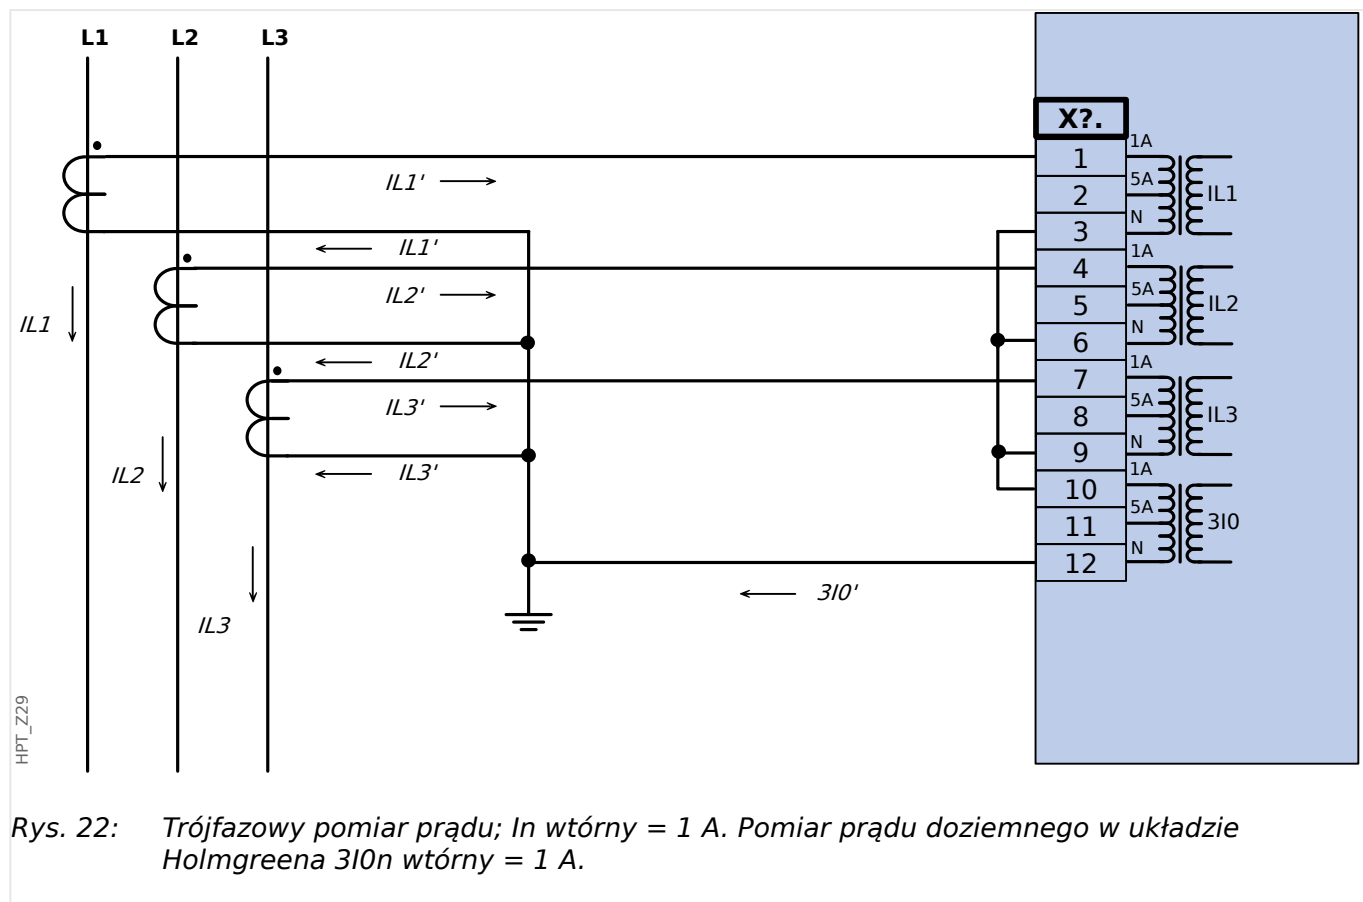 L1 L2 L3
X?.
1A
1
IL1' 5A
2 IL1
N
3
IL1'
1A
4
IL2' 5A
5 IL2
IL1
N
6
IL2'
1A
7
IL3' 5A
8 IL3
N
9
IL3'
IL2
1A
10
5A
11 3I0
N
12
3I0'
IL3
HPT_Z29
Rys. 22: Trójfazowy pomiar prądu; In wtórny = 1 A. Pomiar prądu doziemnego w układzie
Holmgreena 3I0n wtórny = 1 A.